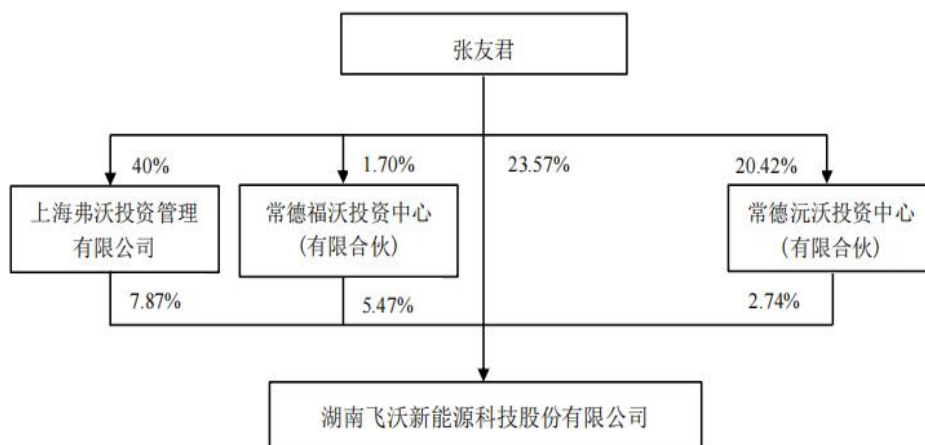 张友君
40%
1.70%
23.57%
20.42%
上海弗沃投资管理
有限公司
常德福沃投资中心
(有限合伙)
常德沅沃投资中心
(有限合伙)
7.87%
5.47%
2.74%
湖南飞沃新能源科技股份有限公司